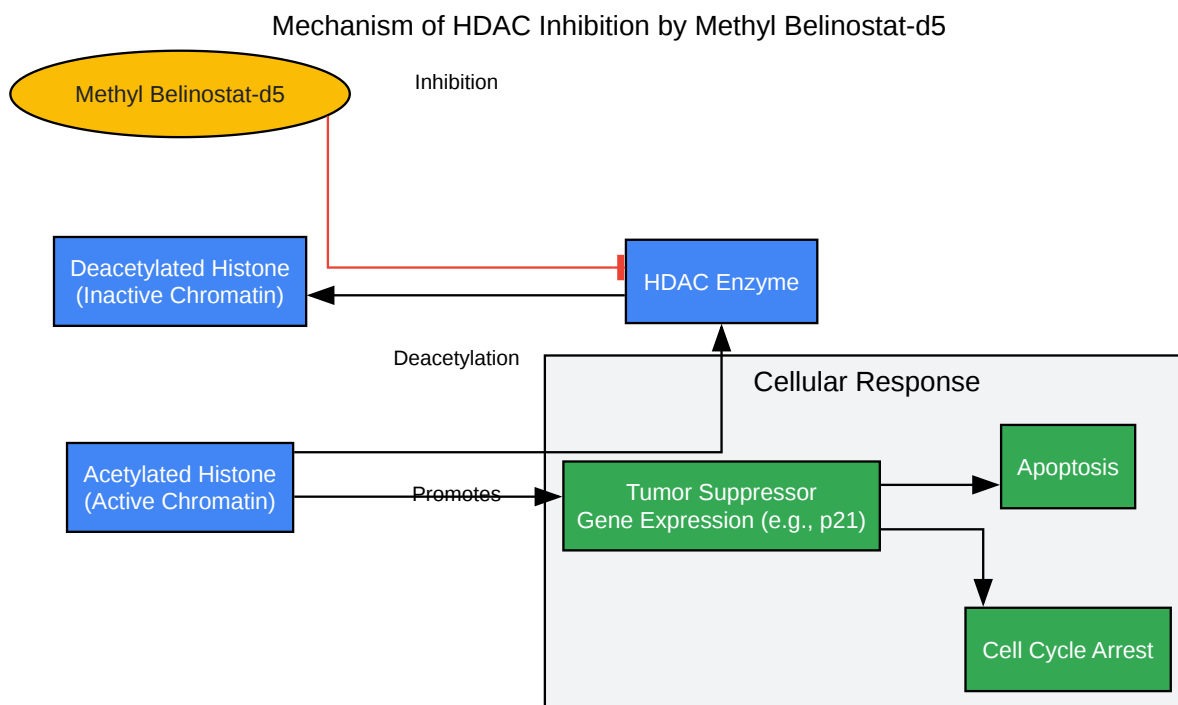 Mechanism of HDAC Inhibition by Methyl Belinostat-d5
Methyl Belinostat-d5
Inhibition
Deacetylated Histone
(Inactive Chromatin)
HDAC Enzyme
Deacetylation
Cellular Response
Acetylated Histone
(Active Chromatin)
Promotes
Tumor Suppressor
Gene Expression (e.g., p21)
Apoptosis
Cell Cycle Arrest